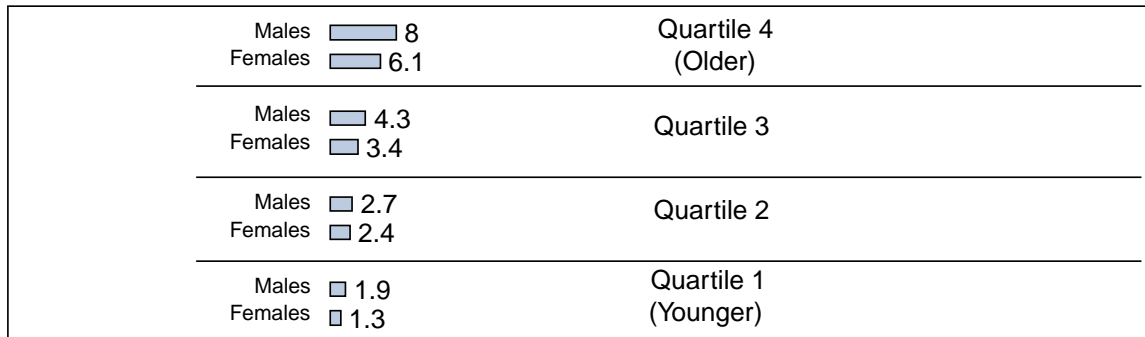 Males 8 Quartile 4
Females 6.1 (Older)
Males 4.3 Quartile 3
Females 3.4
Males 2.7 Quartile 2
Females 2.4
Males 1.9 Quartile 1
Females 1.3 (Younger)